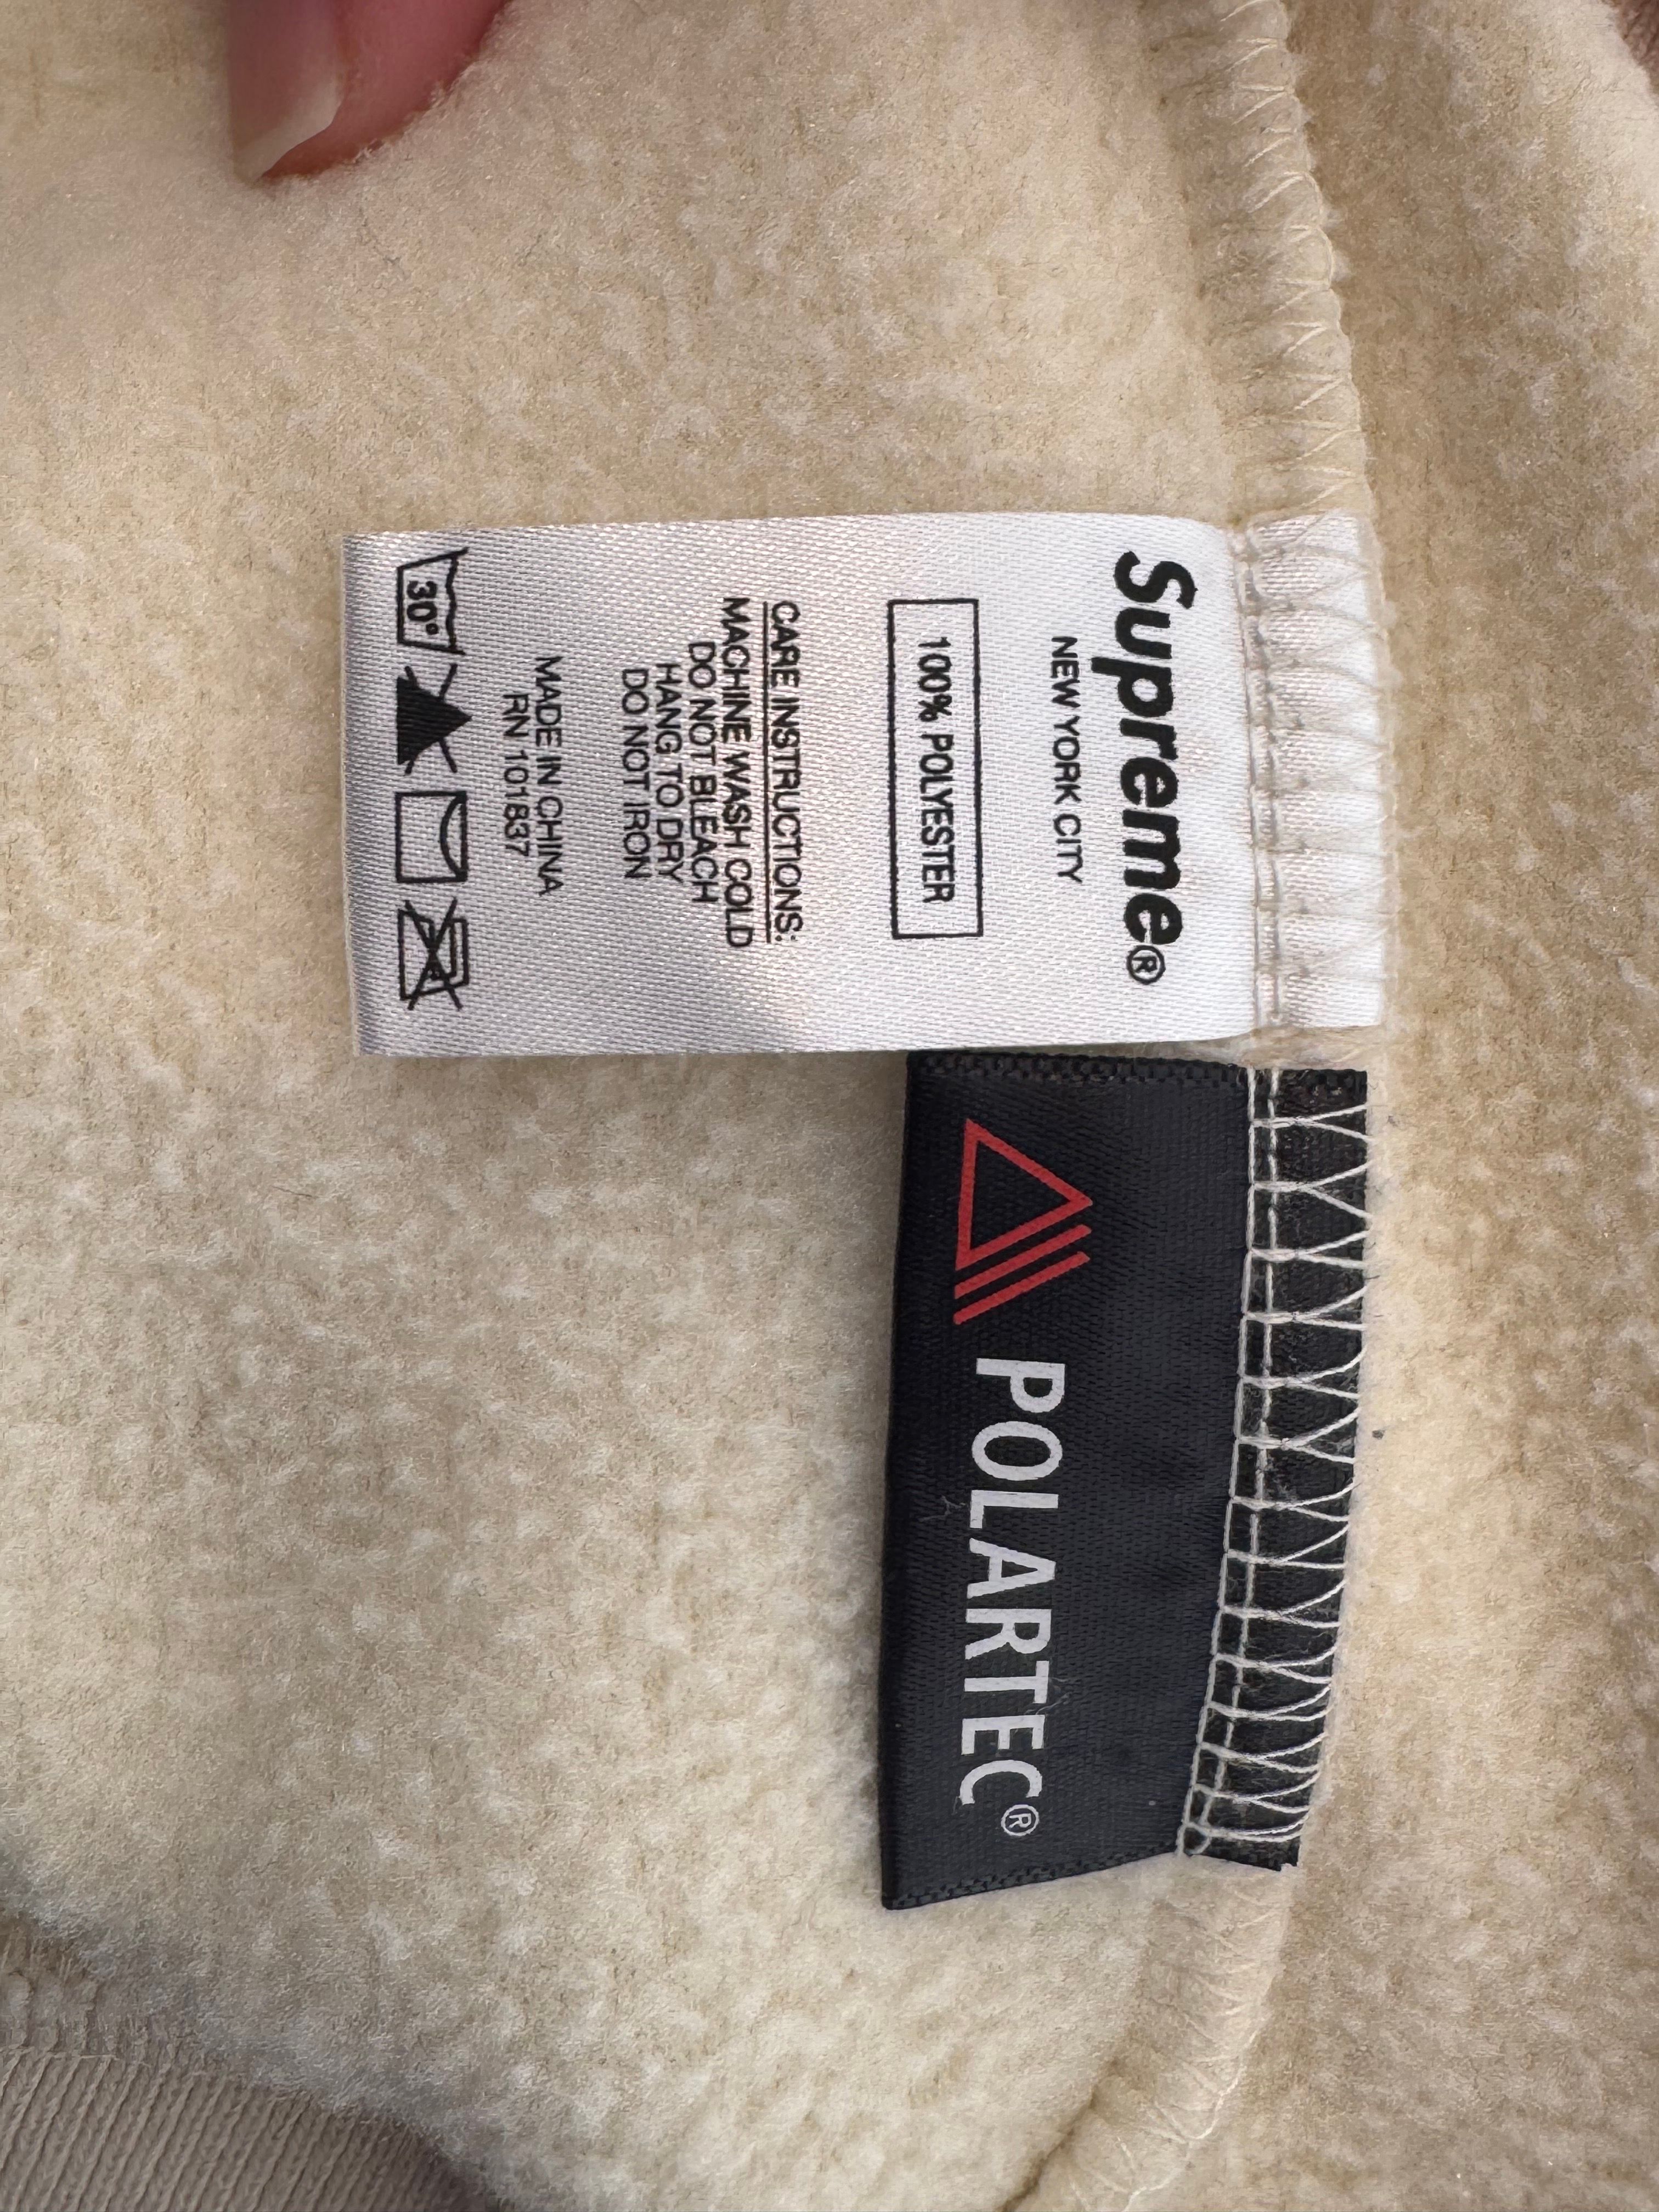 Supreme®
NEW YORK CITY
100% POLYESTER
CARE INSTRUCTIONS:
MACHINE WASH COLD
DO NOT BLEACH
HANG TO DRY
DO NOT IRON
MADE IN CHINA
RN 101837
30°
POLARTEC®